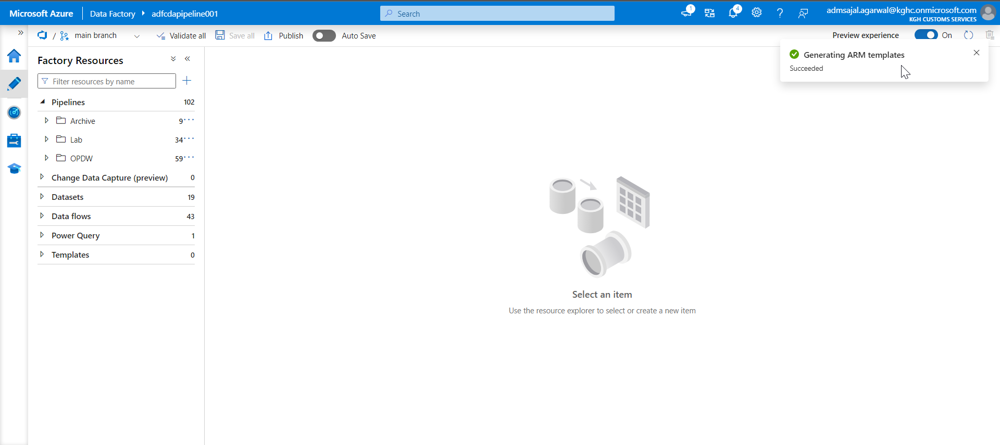 Microsoft Azure
Data Factory
adfcdapipeline001
Search
1
4
admsajal.agarwal@kghc.onmicrosoft.com
KGH CUSTOMS SERVICES
/
main branch
Validate all
Save all
Publish
Auto Save
Preview experience
On
Generating ARM templates
Succeeded
Factory Resources
Filter resources by name
Pipelines 102
Archive 9
Lab 34
OPDW 59
Change Data Capture (preview) 0
Datasets 19
Data flows 43
Power Query 1
Templates 0
Select an item
Use the resource explorer to select or create a new item